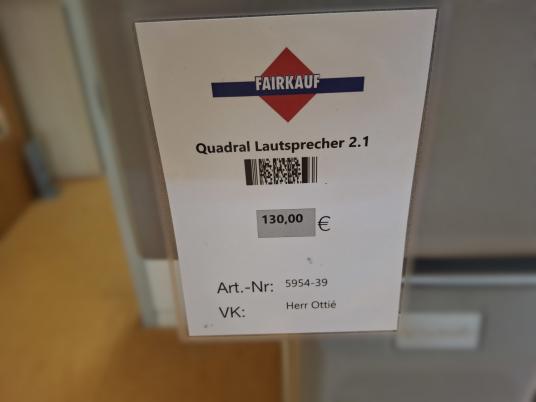 FAIRKAUF
Quadral Lautsprecher 2.1
130,00 €
Art.-Nr: 5954-39
VK: Herr Ottié